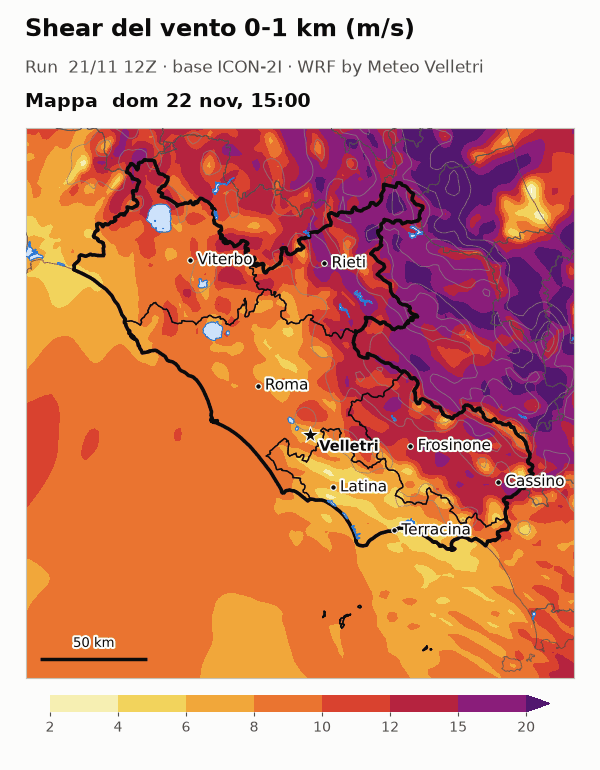 Shear del vento 0-1 km (m/s)
Run  21/11 12Z · base ICON-2I · WRF by Meteo Velletri
Mappa  dom 22 nov, 15:00
Viterbo
Rieti
Roma
Velletri
Frosinone
Cassino
Latina
Terracina
50 km
2 4 6 8 10 12 15 20